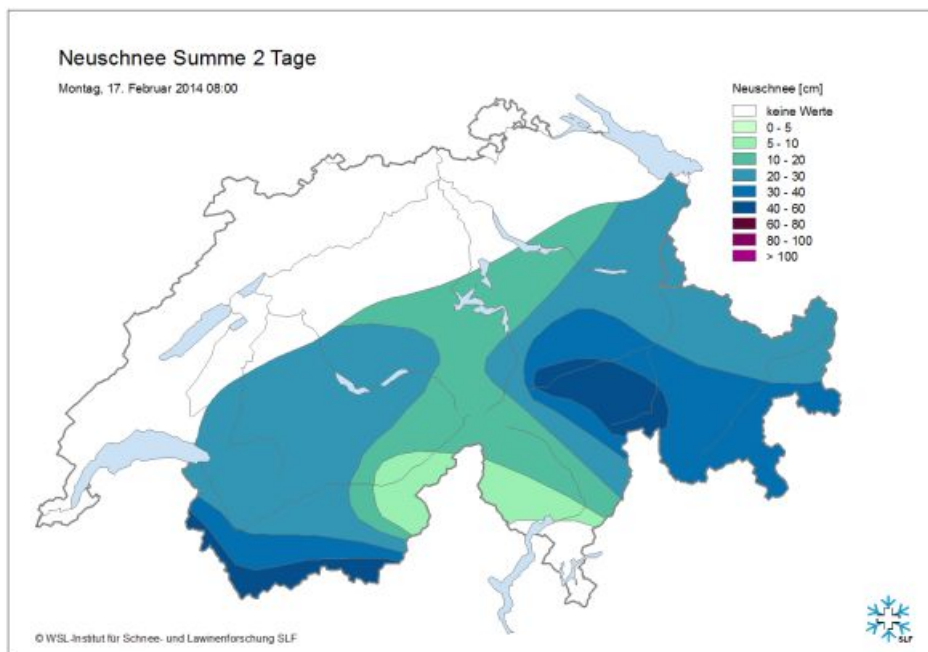 Neuschnee Summe 2 Tage
Montag, 17. Februar 2014 08:00
Neuschnee [cm]
keine Werte
0 - 5
5 - 10
10 - 20
20 - 30
30 - 40
40 - 60
60 - 80
80 - 100
> 100
© WSL-Institut für Schnee- und Lawinenforschung SLF
SLF